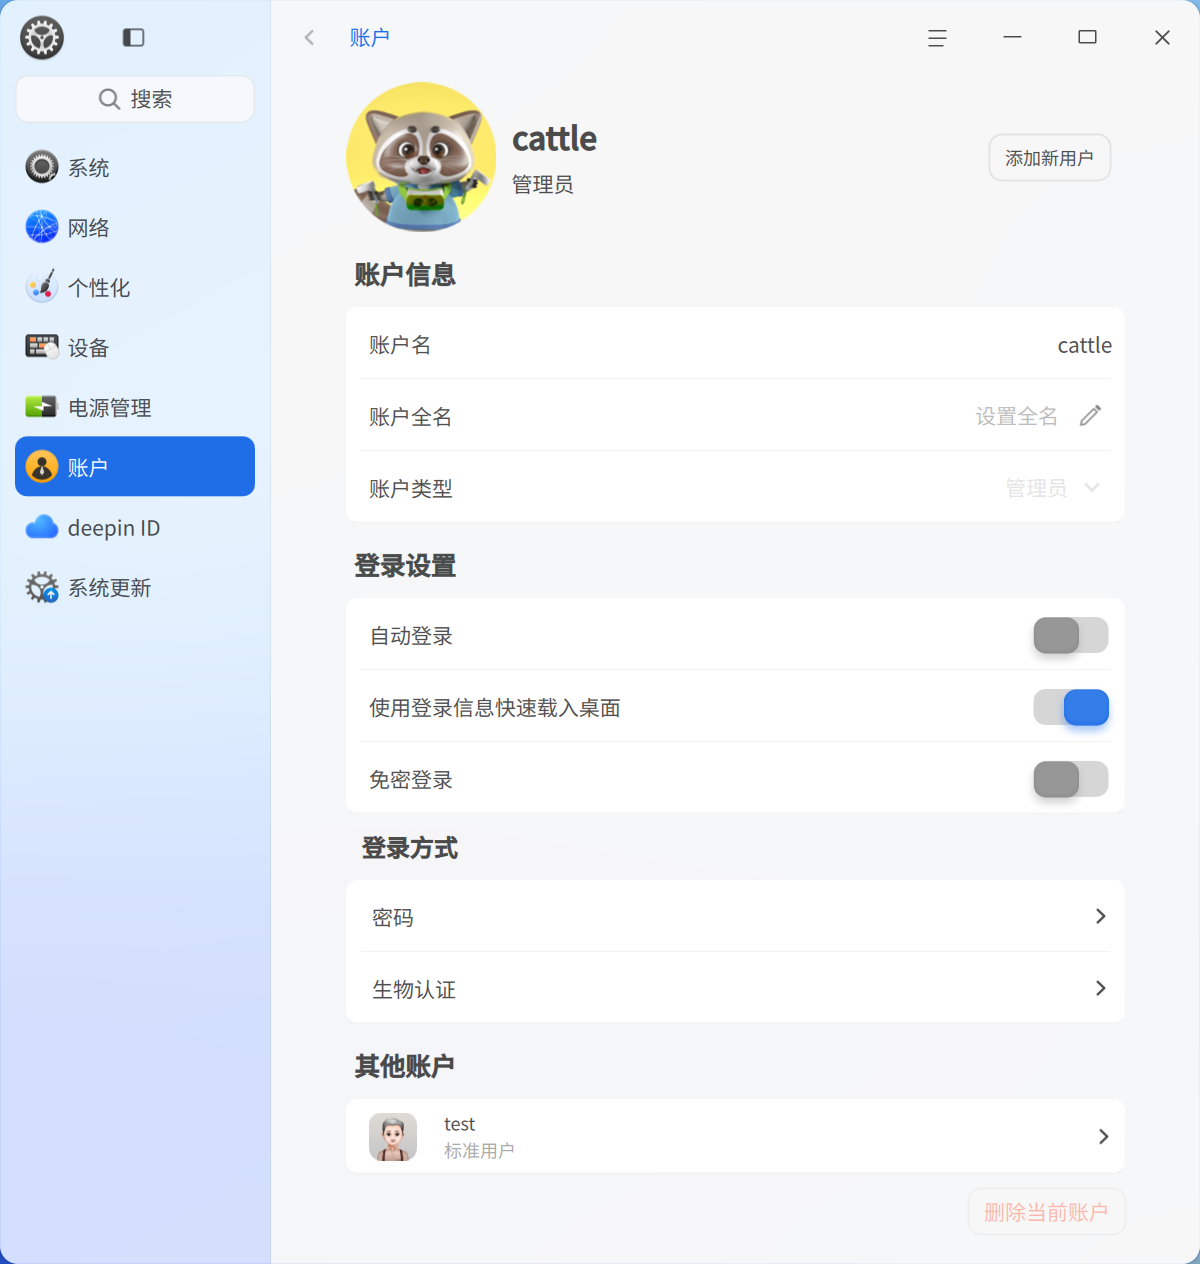 账户
搜索
系统
网络
个性化
设备
电源管理
账户
deepin ID
系统更新
cattle
管理员
添加新用户
账户信息
账户名
cattle
账户全名
设置全名
账户类型
管理员
登录设置
自动登录
使用登录信息快速载入桌面
免密登录
登录方式
密码
生物认证
其他账户
test
标准用户
删除当前账户